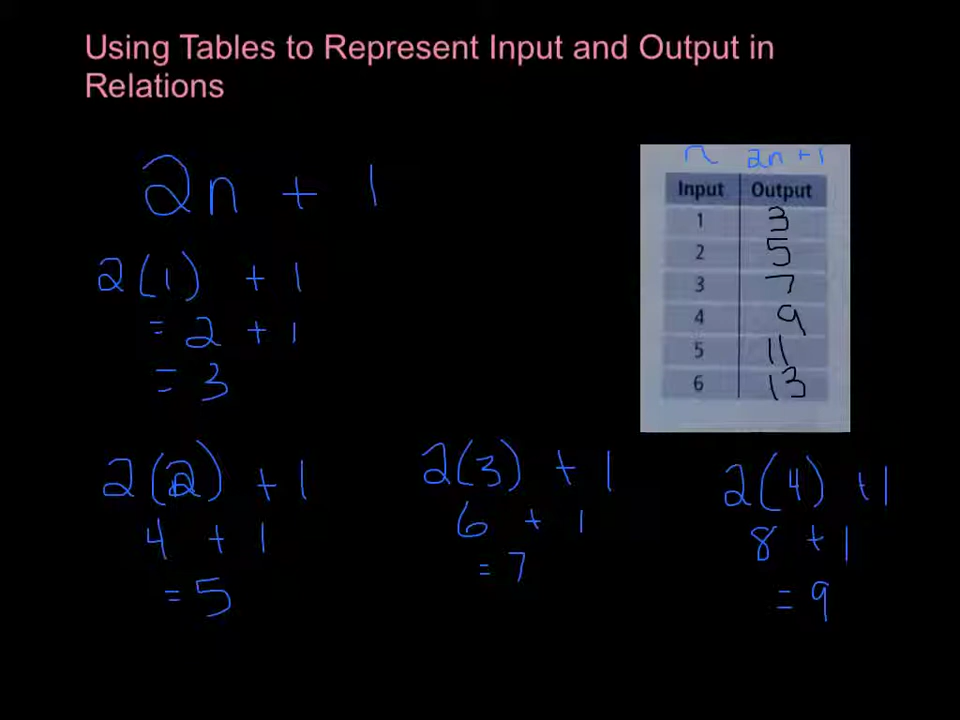 Using Tables to Represent Input and Output in
Relations
2n + 1
2(1) + 1
= 2 + 1
= 3
n 2n + 1
Input Output
1 3
2 5
3 7
4 9
5 11
6 13
2(2) + 1
4 + 1
= 5
2(3) + 1
6 + 1
= 7
2(4) + 1
8 + 1
= 9